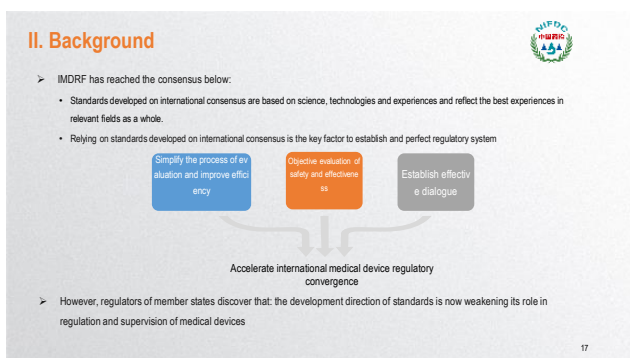 II. Background
NIFDC
中国食品药检
➢ IMDRF has reached the consensus below:
• Standards developed on international consensus are based on science, technologies and experiences and reflect the best experiences in
relevant fields as a whole.
• Relying on standards developed on international consensus is the key factor to establish and perfect regulatory system
Simplify the process of ev
aluation and improve effici
ency
Objective evaluation of
safety and effectivene
ss
Establish effectiv
e dialogue
Accelerate international medical device regulatory
convergence
➢ However, regulators of member states discover that: the development direction of standards is now weakening its role in
regulation and supervision of medical devices
17